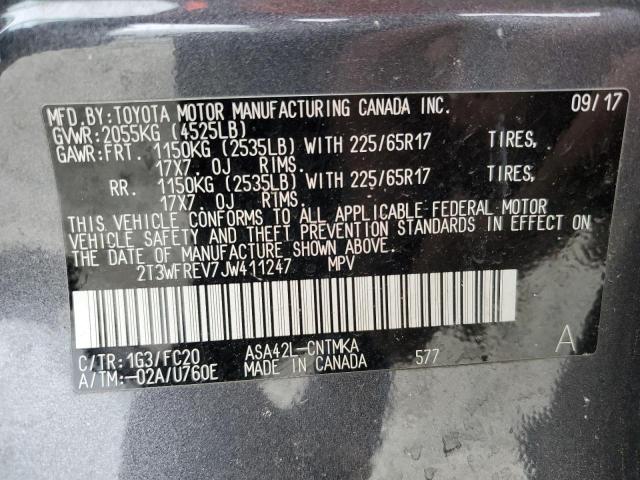 MFD.BY:TOYOTA MOTOR MANUFACTURING CANADA INC. 09/17
GVWR:2055KG (4525LB)
GAWR:FRT. 1150KG (2535LB) WITH 225/65R17 TIRES,
17X7.0J RIMS.
RR. 1150KG (2535LB) WITH 225/65R17 TIRES,
17X7.0J RIMS.
THIS VEHICLE CONFORMS TO ALL APPLICABLE FEDERAL MOTOR
VEHICLE SAFETY AND THEFT PREVENTION STANDARDS IN EFFECT ON
THE DATE OF MANUFACTURE SHOWN ABOVE.
2T3WFREV7JW411247 MPV
C/TR:1G3/FC20 ASA42L-CNTMKA A
A/TM:-02A/U760E MADE IN CANADA 577